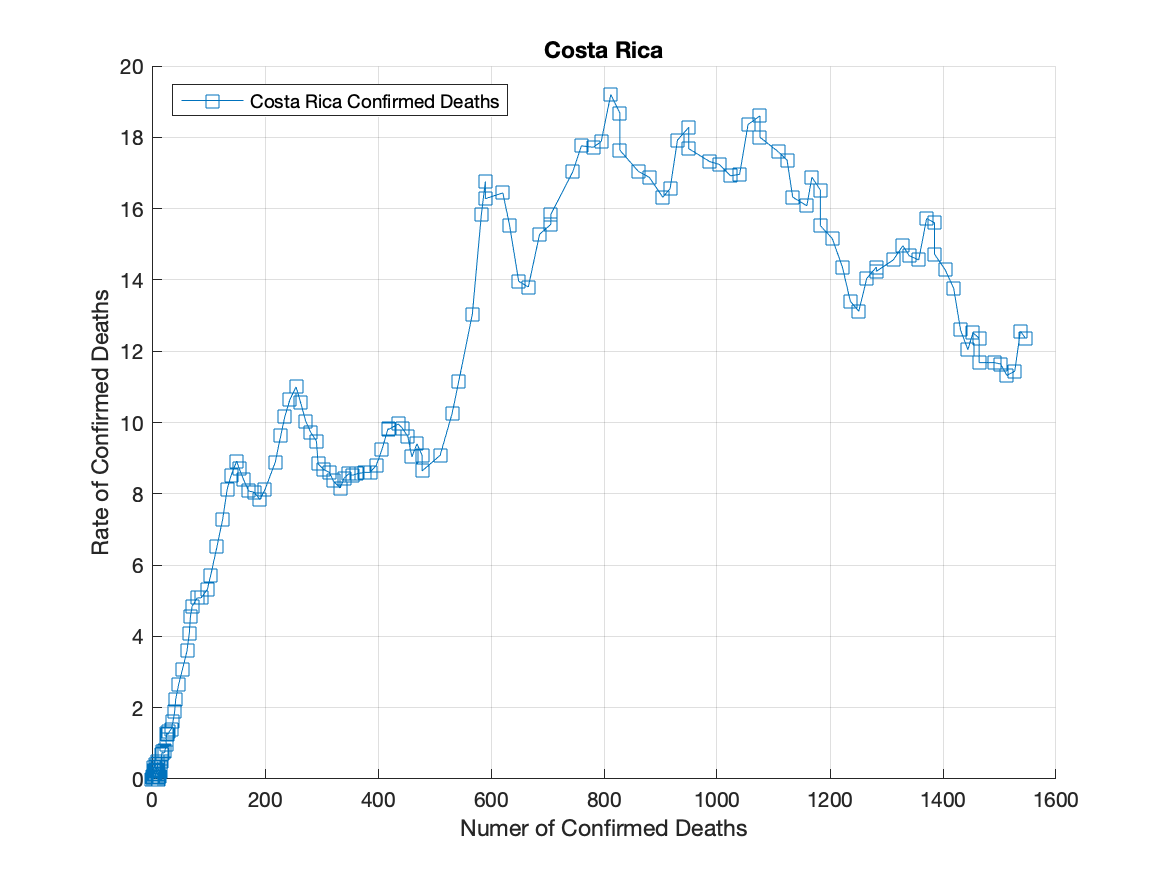 Costa Rica
Costa Rica Confirmed Deaths
20
18
16
14
12
10
8
6
4
2
0
Rate of Confirmed Deaths
0 200 400 600 800 1000 1200 1400 1600
Numer of Confirmed Deaths